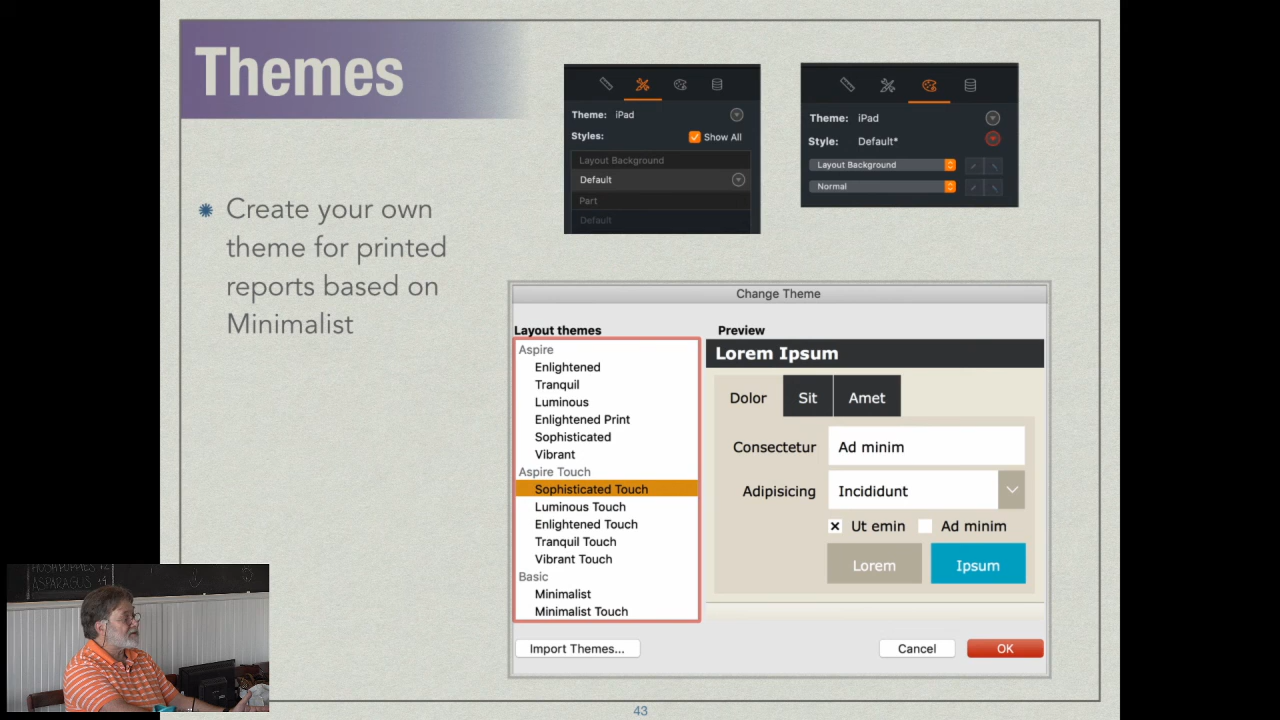 Themes
Create your own
theme for printed
reports based on
Minimalist
Theme: iPad
Styles: Show All
Layout Background
Default
Part
Default
Theme: iPad
Style: Default*
Layout Background
Normal
Change Theme
Layout themes
Aspire
Enlightened
Tranquil
Luminous
Enlightened Print
Sophisticated
Vibrant
Aspire Touch
Sophisticated Touch
Luminous Touch
Enlightened Touch
Tranquil Touch
Vibrant Touch
Basic
Minimalist
Minimalist Touch
Preview
Lorem Ipsum
Dolor Sit Amet
Consectetur Ad minim
Adipisicing Incididunt
Ut emin Ad minim
Lorem Ipsum
Import Themes... Cancel OK
ASPARAGUS
43